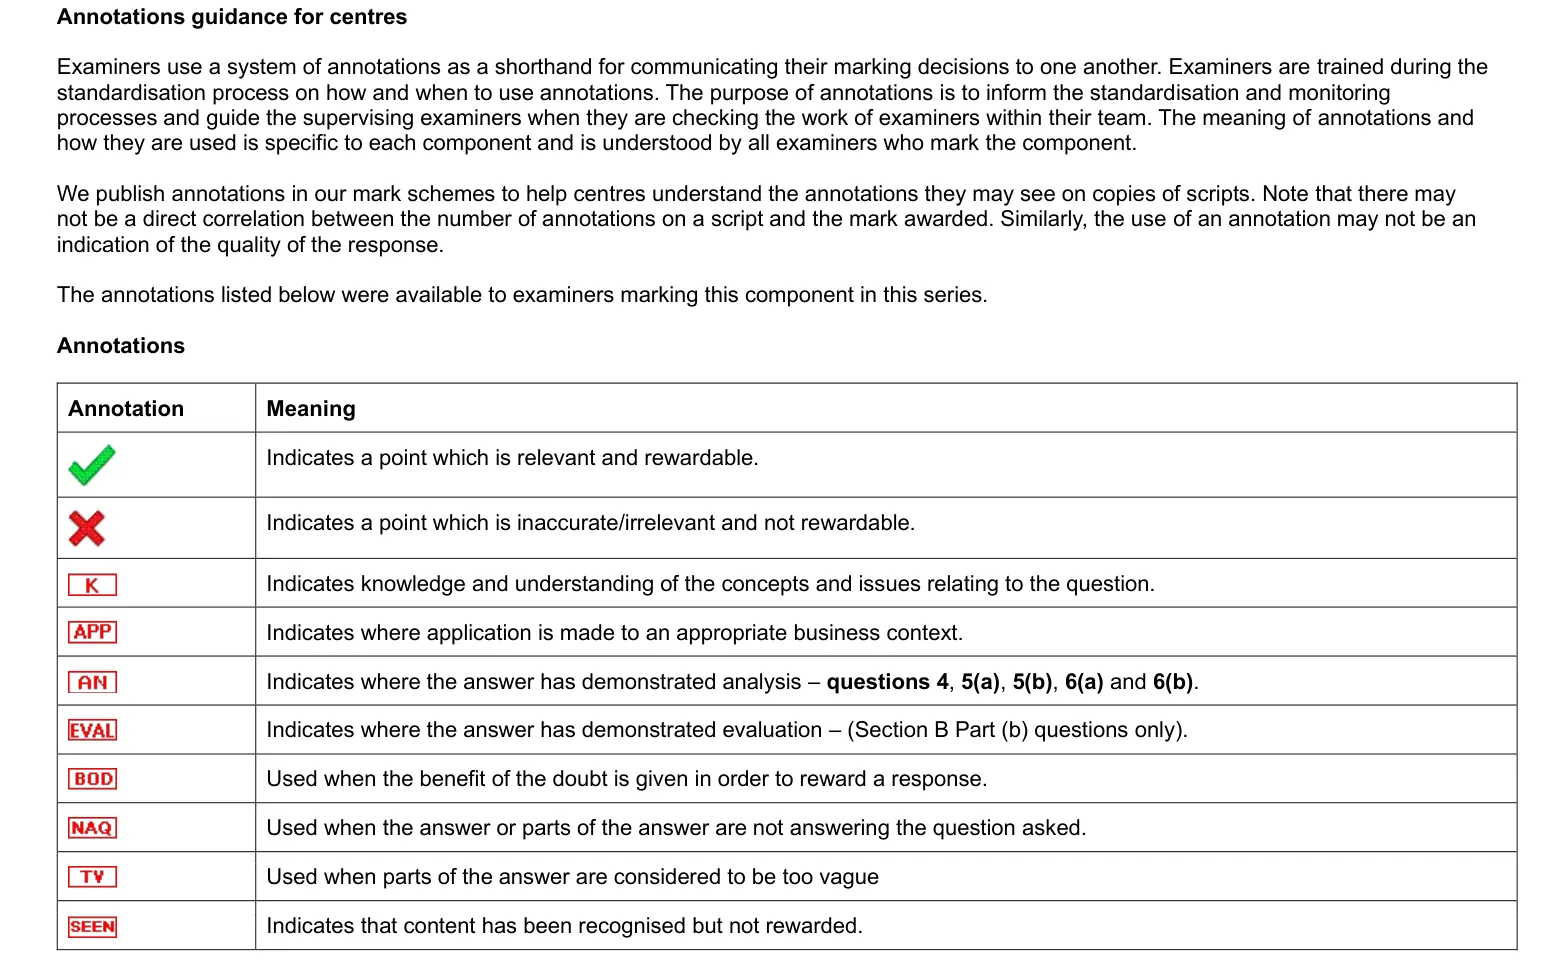 Annotations guidance for centres
Examiners use a system of annotations as a shorthand for communicating their marking decisions to one another. Examiners are trained during the
standardisation process on how and when to use annotations. The purpose of annotations is to inform the standardisation and monitoring
processes and guide the supervising examiners when they are checking the work of examiners within their team. The meaning of annotations and
how they are used is specific to each component and is understood by all examiners who mark the component.
We publish annotations in our mark schemes to help centres understand the annotations they may see on copies of scripts. Note that there may
not be a direct correlation between the number of annotations on a script and the mark awarded. Similarly, the use of an annotation may not be an
indication of the quality of the response.
The annotations listed below were available to examiners marking this component in this series.
Annotations
Annotation Meaning
Indicates a point which is relevant and rewardable.
Indicates a point which is inaccurate/irrelevant and not rewardable.
K Indicates knowledge and understanding of the concepts and issues relating to the question.
APP Indicates where application is made to an appropriate business context.
AN Indicates where the answer has demonstrated analysis – questions 4, 5(a), 5(b), 6(a) and 6(b).
EVAL Indicates where the answer has demonstrated evaluation – (Section B Part (b) questions only).
BOD Used when the benefit of the doubt is given in order to reward a response.
NAQ Used when the answer or parts of the answer are not answering the question asked.
TV Used when parts of the answer are considered to be too vague
SEEN Indicates that content has been recognised but not rewarded.